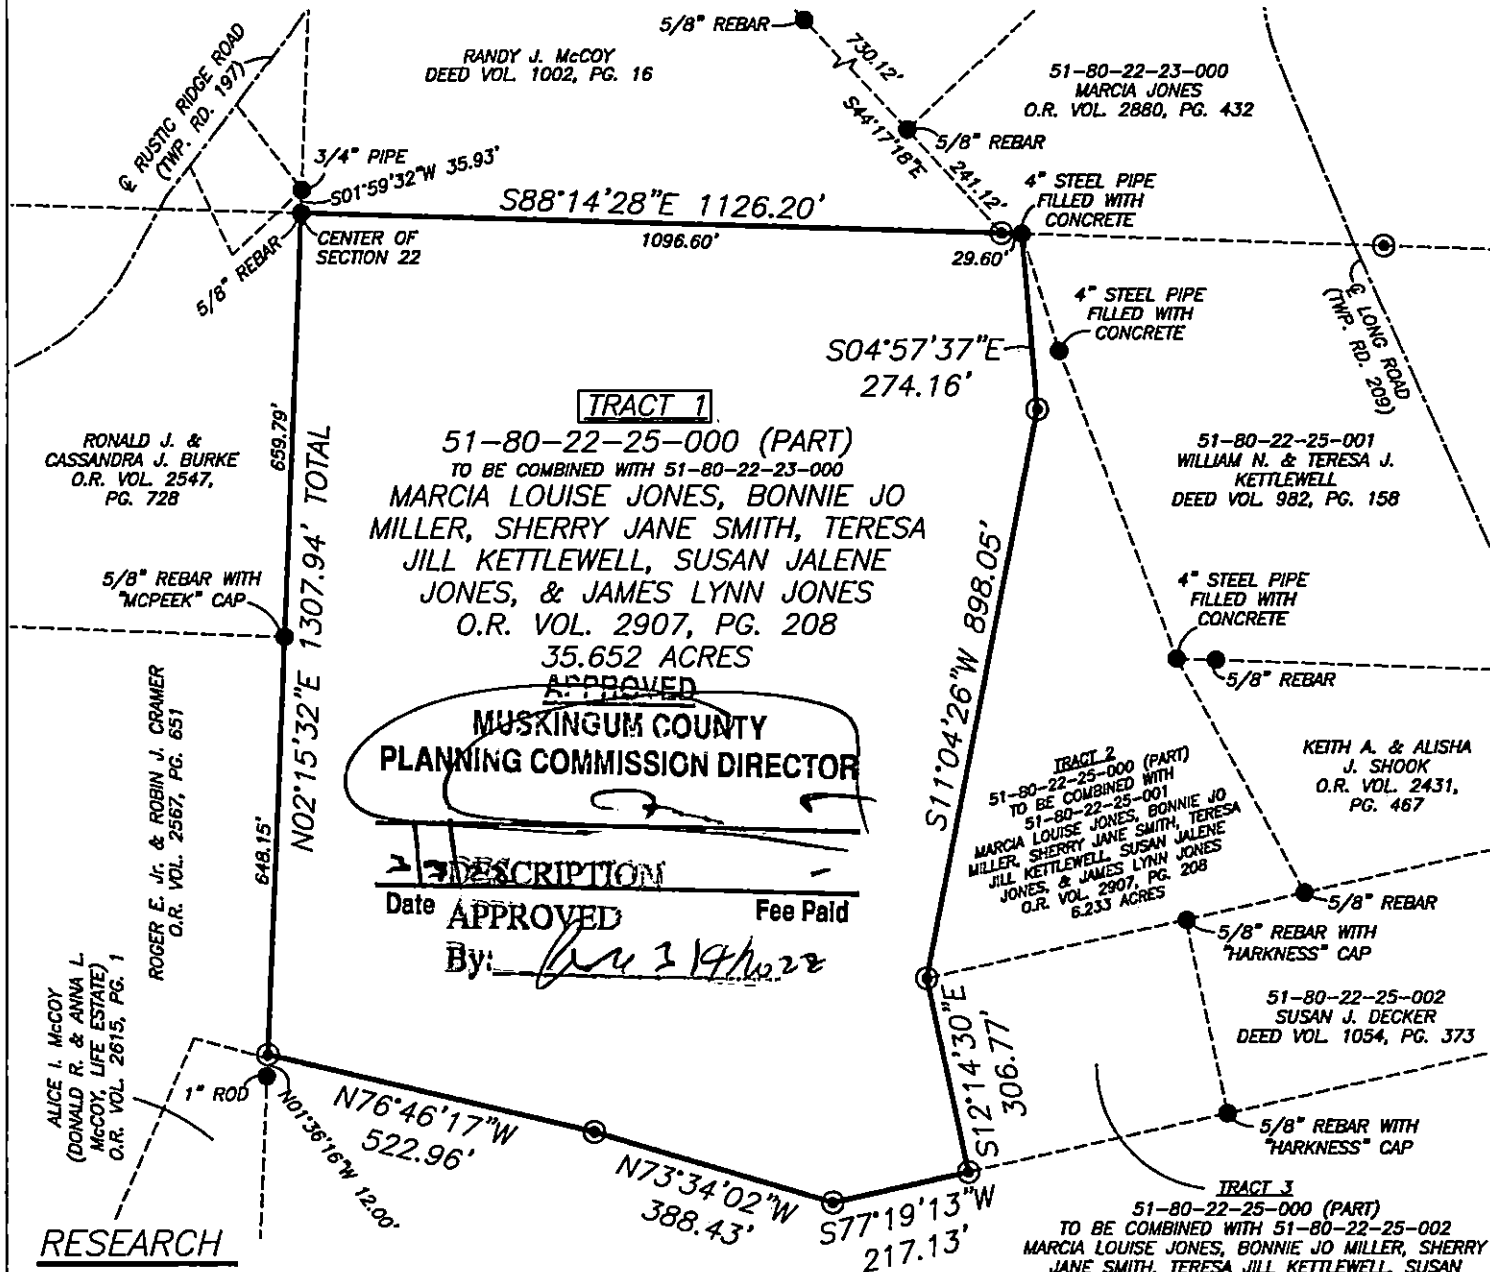 5/8" REBAR
RANDY J. McCOY
DEED VOL. 1002, PG. 16
730.12'
S44°17'18"E
241.12'
51-80-22-23-000
MARCIA JONES
O.R. VOL. 2880, PG. 432
5/8" REBAR
℄ RUSTIC RIDGE ROAD
(TWP. RD. 197)
3/4" PIPE
S01°59'32"W 35.93'
S88°14'28"E 1126.20'
1096.60'
29.60'
4" STEEL PIPE
FILLED WITH
CONCRETE
CENTER OF
SECTION 22
5/8" REBAR
4" STEEL PIPE
FILLED WITH
CONCRETE
℄ LONG ROAD
(TWP. RD. 209)
S04°57'37"E
274.16'
TRACT 1
51-80-22-25-000 (PART)
TO BE COMBINED WITH 51-80-22-23-000
MARCIA LOUISE JONES, BONNIE JO
MILLER, SHERRY JANE SMITH, TERESA
JILL KETTLEWELL, SUSAN JALENE
JONES, & JAMES LYNN JONES
O.R. VOL. 2907, PG. 208
35.652 ACRES
RONALD J. &
CASSANDRA J. BURKE
O.R. VOL. 2547,
PG. 728
659.79'
N02°15'32"E 1307.94' TOTAL
51-80-22-25-001
WILLIAM N. & TERESA J.
KETTLEWELL
DEED VOL. 982, PG. 158
5/8" REBAR WITH
"MCPEEK" CAP
4" STEEL PIPE
FILLED WITH
CONCRETE
5/8" REBAR
S11°04'26"W 898.05'
APPROVED
MUSKINGUM COUNTY
PLANNING COMMISSION DIRECTOR
DESCRIPTION
Date
APPROVED
Fee Paid
By:
ROGER E. Jr. & ROBIN J. CRAMER
O.R. VOL. 2567, PG. 651
648.15'
TRACT 2
51-80-22-25-000 (PART)
TO BE COMBINED WITH
51-80-22-25-001
MARCIA LOUISE JONES, BONNIE JO
MILLER, SHERRY JANE SMITH, TERESA
JILL KETTLEWELL, SUSAN JALENE
JONES, & JAMES LYNN JONES
O.R. VOL. 2907, PG. 208
6.233 ACRES
KEITH A. & ALISHA
J. SHOOK
O.R. VOL. 2431,
PG. 467
5/8" REBAR
5/8" REBAR WITH
"HARKNESS" CAP
51-80-22-25-002
SUSAN J. DECKER
DEED VOL. 1054, PG. 373
S12°14'30"E
306.77'
ALICE I. McCOY
(DONALD R. & ANNA L.
McCOY, LIFE ESTATE)
O.R. VOL. 2615, PG. 1
1" ROD
N01°36'16"W 12.00'
N76°46'17"W
522.96'
N73°34'02"W
388.43'
S77°19'13"W
217.13'
5/8" REBAR WITH
"HARKNESS" CAP
TRACT 3
51-80-22-25-000 (PART)
TO BE COMBINED WITH 51-80-22-25-002
MARCIA LOUISE JONES, BONNIE JO MILLER, SHERRY
JANE SMITH, TERESA JILL KETTLEWELL, SUSAN
RESEARCH